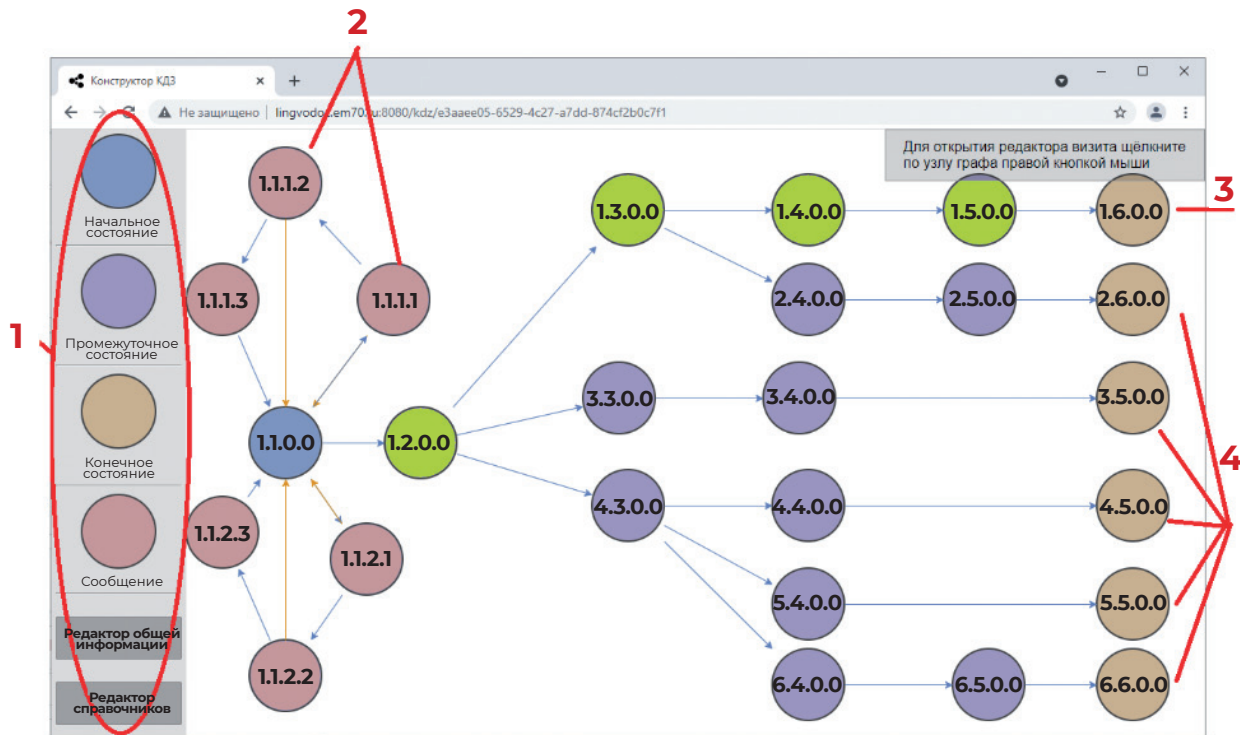 2
Конструктор КДЗ
Не защищено lingvodoc.em70.ru:8080/kdz/e3aaee05-6529-4c27-a7dd-874cf2b0c7f1
Для открытия редактора визита щёлкните
по узлу графа правой кнопкой мыши
Начальное
состояние
Промежуточное
состояние
Конечное
состояние
Сообщение
Редактор общей
информации
Редактор
справочников
1
1.1.1.2
1.1.1.3
1.1.1.1
1.1.0.0
1.2.0.0
1.1.2.3
1.1.2.1
1.1.2.2
1.3.0.0
1.4.0.0
1.5.0.0
1.6.0.0
3
2.4.0.0
2.5.0.0
2.6.0.0
3.3.0.0
3.4.0.0
3.5.0.0
4
4.3.0.0
4.4.0.0
4.5.0.0
5.4.0.0
5.5.0.0
6.4.0.0
6.5.0.0
6.6.0.0